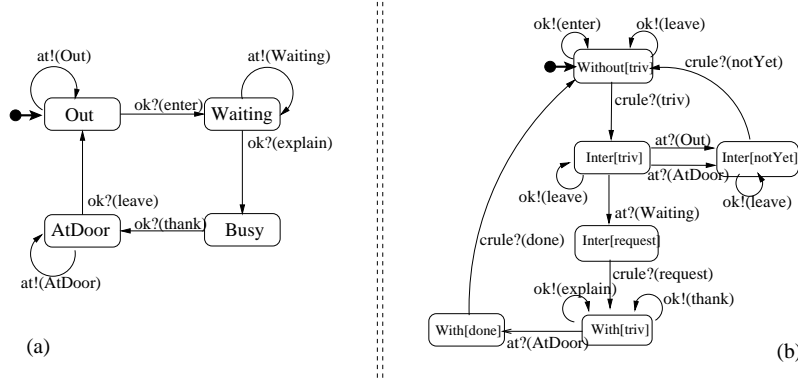 at!(Out)
at!(Waiting)
Out
ok?(enter)
Waiting
ok?(explain)
ok?(leave)
AtDoor
ok?(thank)
Busy
at!(AtDoor)
(a)
ok!(enter)
ok!(leave)
Without[triv]
crule?(notYet)
crule?(triv)
at?(Out)
Inter[triv]
Inter[notYet]
at?(AtDoor)
ok!(leave)
ok!(leave)
at?(Waiting)
crule?(done)
Inter[request]
crule?(request)
ok!(explain)
ok!(thank)
With[done]
With[triv]
at?(AtDoor)
(b)